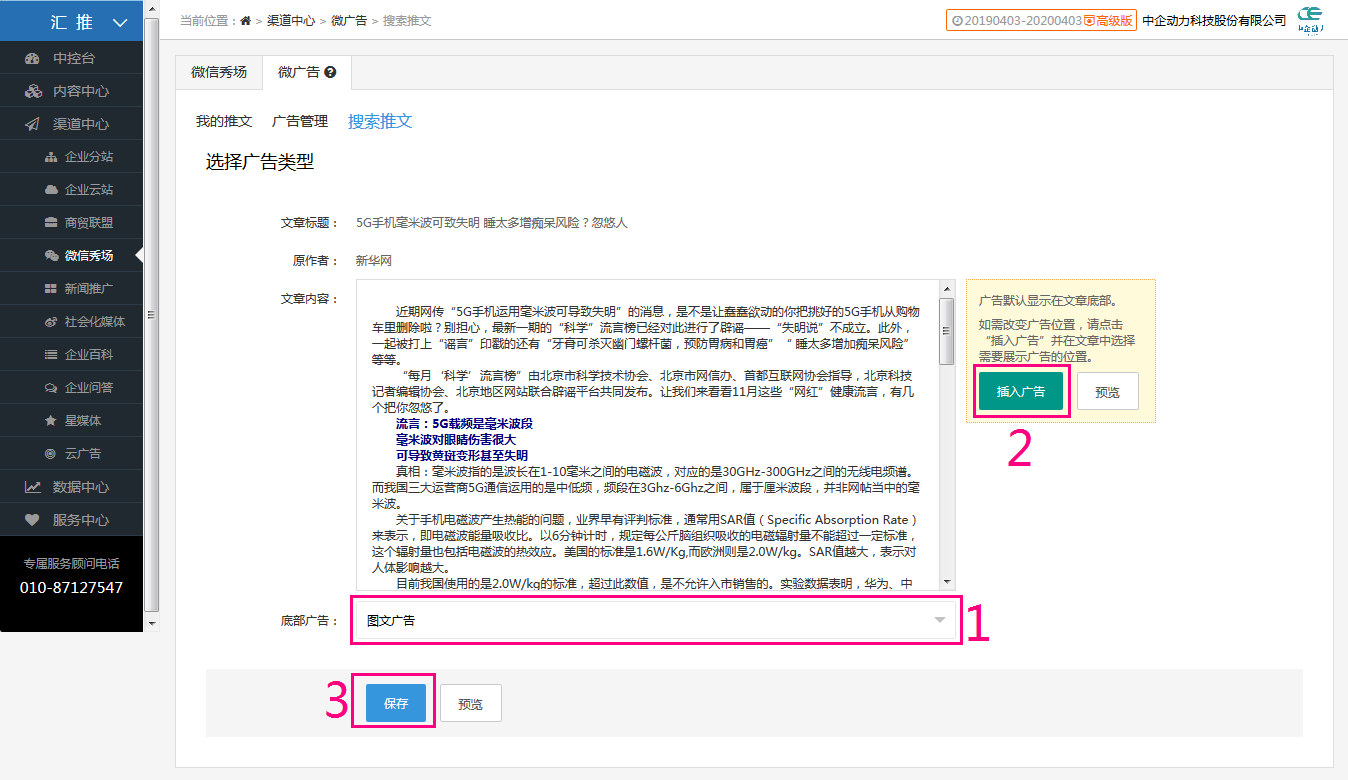 汇 推
当前位置： > 渠道中心 > 微广告 > 搜索推文
20190403-20200403 高级版 中企动力科技股份有限公司
中控台
内容中心
渠道中心
企业分站
企业云站
商贸联盟
微信秀场
新闻推广
社会化媒体
企业百科
企业问答
星媒体
云广告
数据中心
服务中心
专属服务顾问电话
010-87127547
微信秀场 微广告
我的推文 广告管理 搜索推文
选择广告类型
文章标题： 5G手机毫米波可致失明 睡太多增痴呆风险？忽悠人
原作者： 新华网
文章内容：
近期网传“5G手机运用毫米波可导致失明”的消息，是不是让蠢蠢欲动的你把挑好的5G手机从购物
车里删除啦？别担心，最新一期的“科学”流言榜已经对此进行了辟谣——“失明说”不成立。此外，
一起被打上“谣言”印戳的还有“牙膏可杀灭幽门螺杆菌，预防胃病和胃癌”“ 睡太多增加痴呆风险”
等等。
“每月‘科学’流言榜”由北京市科学技术协会、北京市网信办、首都互联网协会指导，北京科技
记者编辑协会、北京地区网站联合辟谣平台共同发布。让我们来看看11月这些“网红”健康流言，有几
个把你忽悠了。
流言：5G载频是毫米波段
毫米波对眼睛伤害很大
可导致黄斑变形甚至失明
真相：毫米波指的是波长在1-10毫米之间的电磁波，对应的是30GHz-300GHz之间的无线电频谱。
而我国三大运营商5G通信运用的是中低频，频段在3Ghz-6Ghz之间，属于厘米波段，并非网帖当中的毫
米波。
关于手机电磁波产生热能的问题，业界早有评判标准，通常用SAR值（Specific Absorption Rate）
来表示，即电磁波能量吸收比。以6分钟计时，规定每公斤脑组织吸收的电磁辐射量不能超过一定标准，
这个辐射量也包括电磁波的热效应。美国的标准是1.6W/Kg,而欧洲则是2.0W/kg。SAR值越大，表示对
人体影响越大。
目前我国使用的是2.0W/kg的标准，超过此数值，是不允许入市销售的。实验数据表明，华为、中
广告默认显示在文章底部。
如需改变广告位置，请点击
“插入广告”并在文章中选择
需要展示广告的位置。
插入广告 预览
2
底部广告： 图文广告 1
3 保存 预览